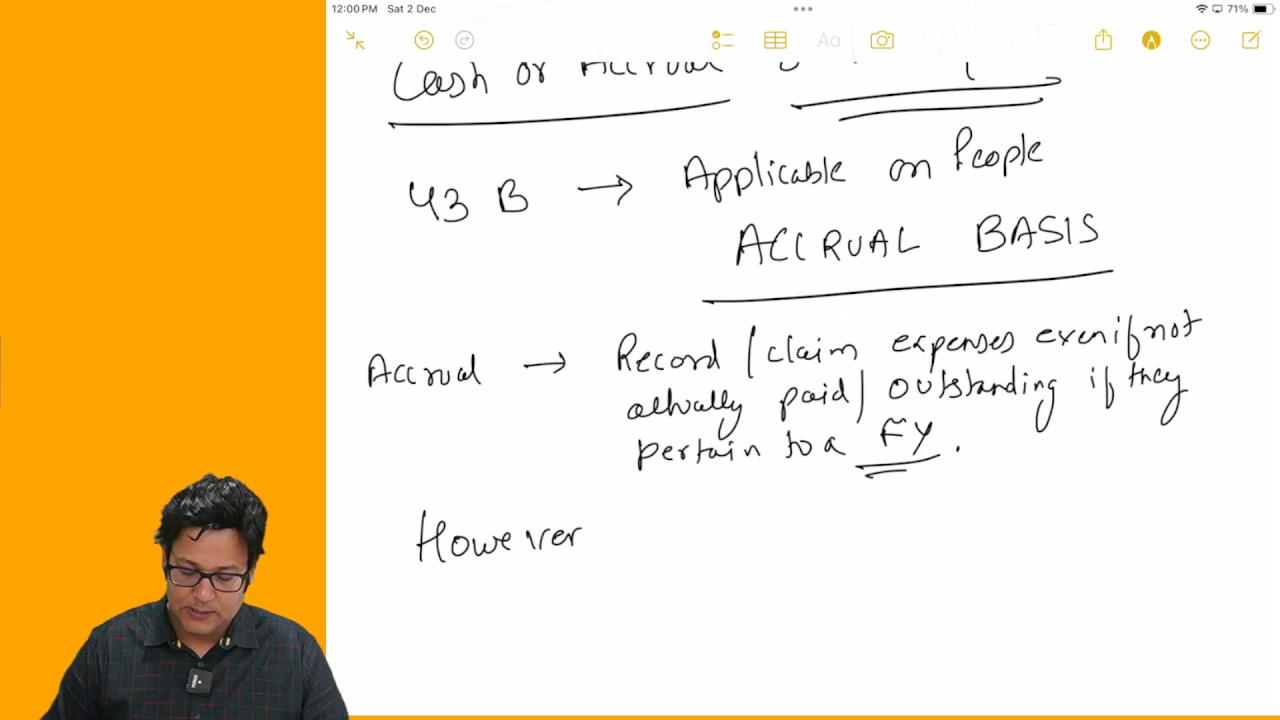 12:00 PM Sat 2 Dec
71%
Aa
Cash or Accrual
43 B → Applicable on People
ACCRUAL BASIS
Accrual → Record / claim expenses even if not
actually paid / outstanding if they
pertain to a FY.
However